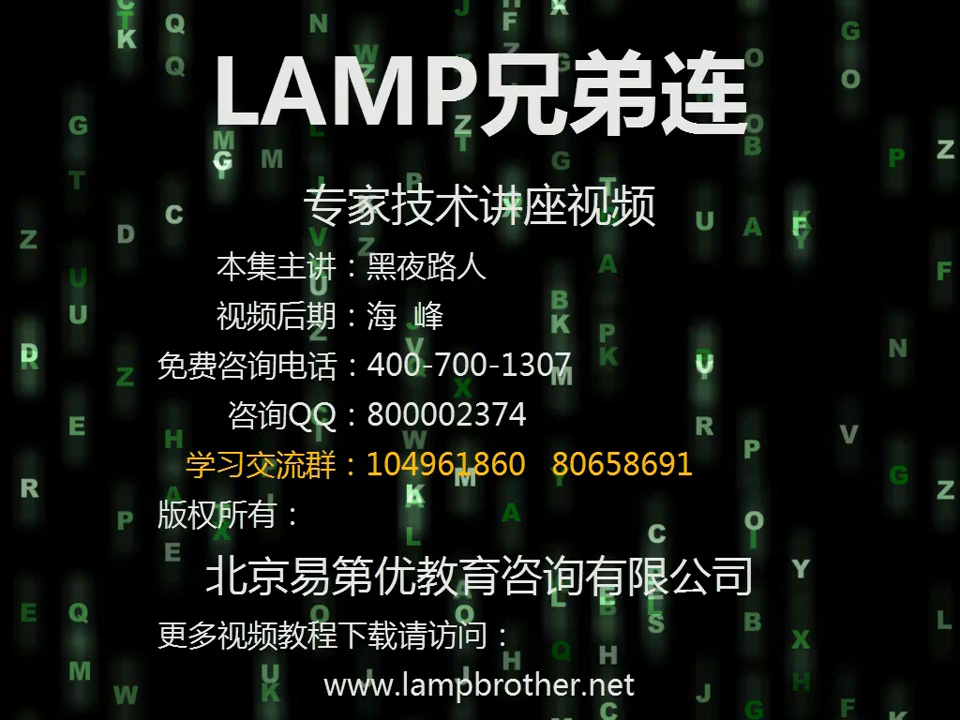 LAMP兄弟连
专家技术讲座视频
本集主讲：黑夜路人
视频后期：海 峰
免费咨询电话：400-700-1307
咨询QQ：800002374
学习交流群：104961860 80658691
版权所有：
北京易第优教育咨询有限公司
更多视频教程下载请访问：
www.lampbrother.net